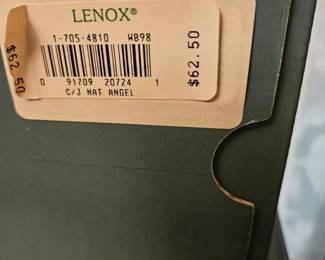 LENOX®
1-705-4810 WB98
$62.50
$62.50
0 91709 20724 1
C/J NAT ANGEL